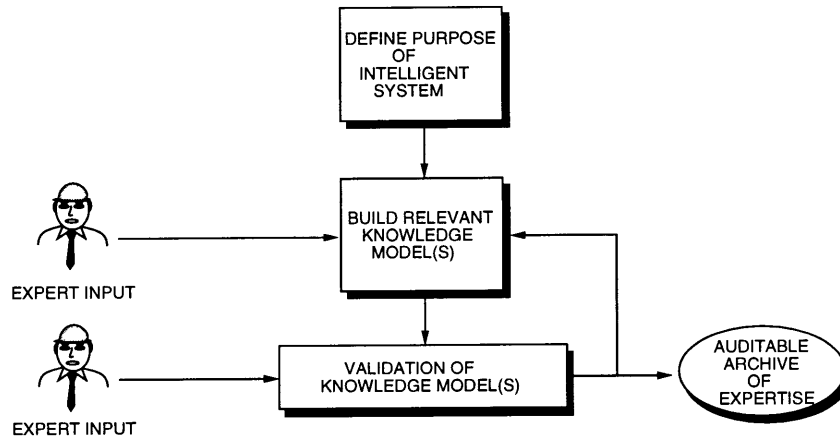 DEFINE PURPOSE
OF
INTELLIGENT
SYSTEM
BUILD RELEVANT
KNOWLEDGE
MODEL(S)
EXPERT INPUT
VALIDATION OF
KNOWLEDGE MODEL(S)
AUDITABLE
ARCHIVE
OF
EXPERTISE
EXPERT INPUT